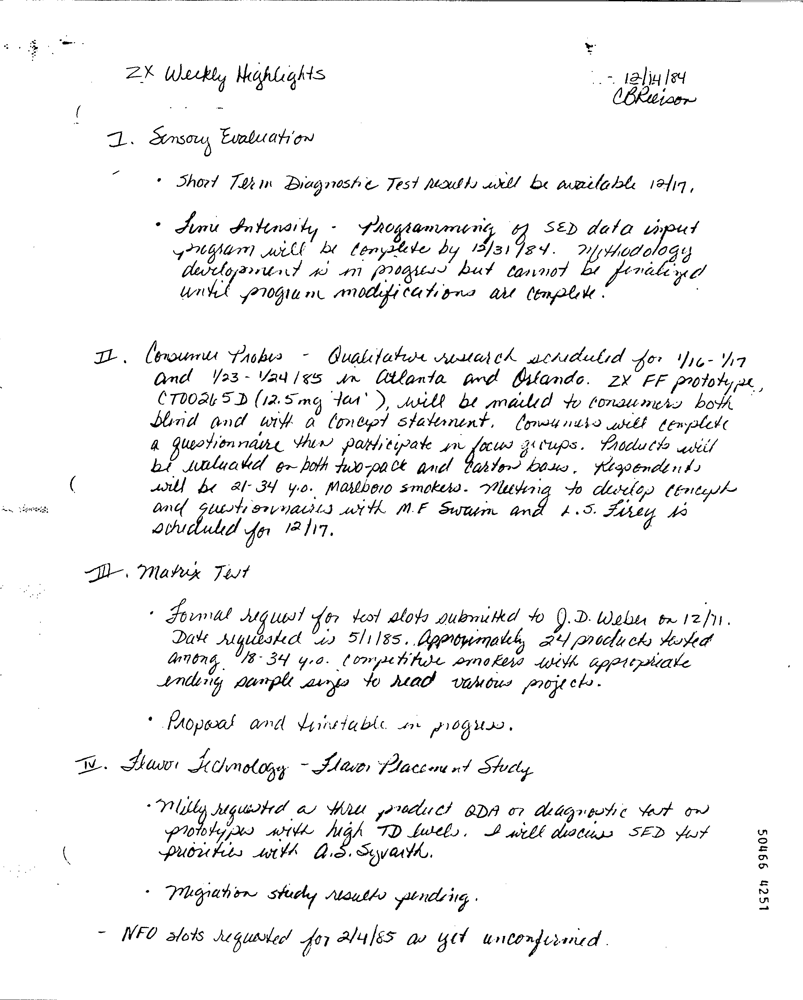 ZX Weekly Highlights
12/14/84
I. Sensory Evaluation
• Short Term Diagnostic Test results will be available 12/17.
• Time Intensity - Programming of SED data input
program will be complete by 12/31/84. Methodology
development is in progress but cannot be finalized
until program modifications are complete.
II. Consumer Probes - Qualitative research scheduled for 1/16-1/17
and 1/23-1/24/85 in Atlanta and Orlando. ZX FF prototype,
CT00265D (12.5 mg 'tar'), will be mailed to consumers both
blind and with a concept statement. Consumers will complete
a questionnaire then participate in focus groups. Products will
be evaluated on both two-pack and carton basis. Respondents
will be 21-34 y.o. Marlboro smokers. Meeting to develop concept
and questionnaires with M.F Swaim and L.S. Firey is
scheduled for 12/17.
III. Matrix Test
• Formal request for test slots submitted to J.D. Weber on 12/11.
Date requested is 5/1/85. Approximately 24 products tested
among 18-34 y.o. competitive smokers with appropriate
ending sample sizes to read various projects.
• Proposal and timetable in progress.
IV. Flavor Technology - Flavor Placement Study
• Milly requested a three product QDA or diagnostic test on
prototypes with high TD levels. I will discuss SED test
priorities with A.S.
• Migration study results pending.
- NFO slots requested for 2/4/85 as yet unconfirmed.
50466 4251